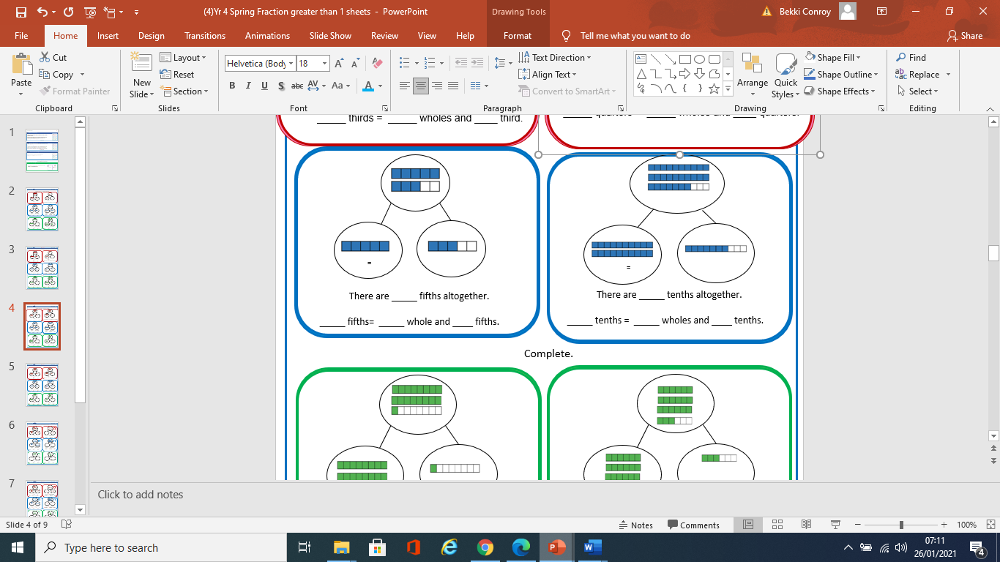 (4)Yr 4 Spring Fraction greater than 1 sheets - PowerPoint
Drawing Tools
Bekki Conroy
File Home Insert Design Transitions Animations Slide Show Review View Help Format Tell me what you want to do Share
Paste
Cut
Copy
Format Painter
Clipboard
New Slide
Layout
Reset
Section
Slides
Helvetica (Body 18
B I U S abc AV Aa A
Font
Text Direction
Align Text
Convert to SmartArt
Paragraph
Arrange
Quick Styles
Shape Fill
Shape Outline
Shape Effects
Drawing
Find
Replace
Select
Editing
1
2
3
4
5
6
7
_____ thirds = _____ wholes and ____ third.
_____ quarters = _____ wholes and ____ quarters.
=
There are _____ fifths altogether.
_____ fifths= _____ whole and ____ fifths.
=
There are _____ tenths altogether.
_____ tenths = _____ wholes and ____ tenths.
Complete.
Click to add notes
Slide 4 of 9
Notes
Comments
100%
Type here to search
07:11
26/01/2021
4